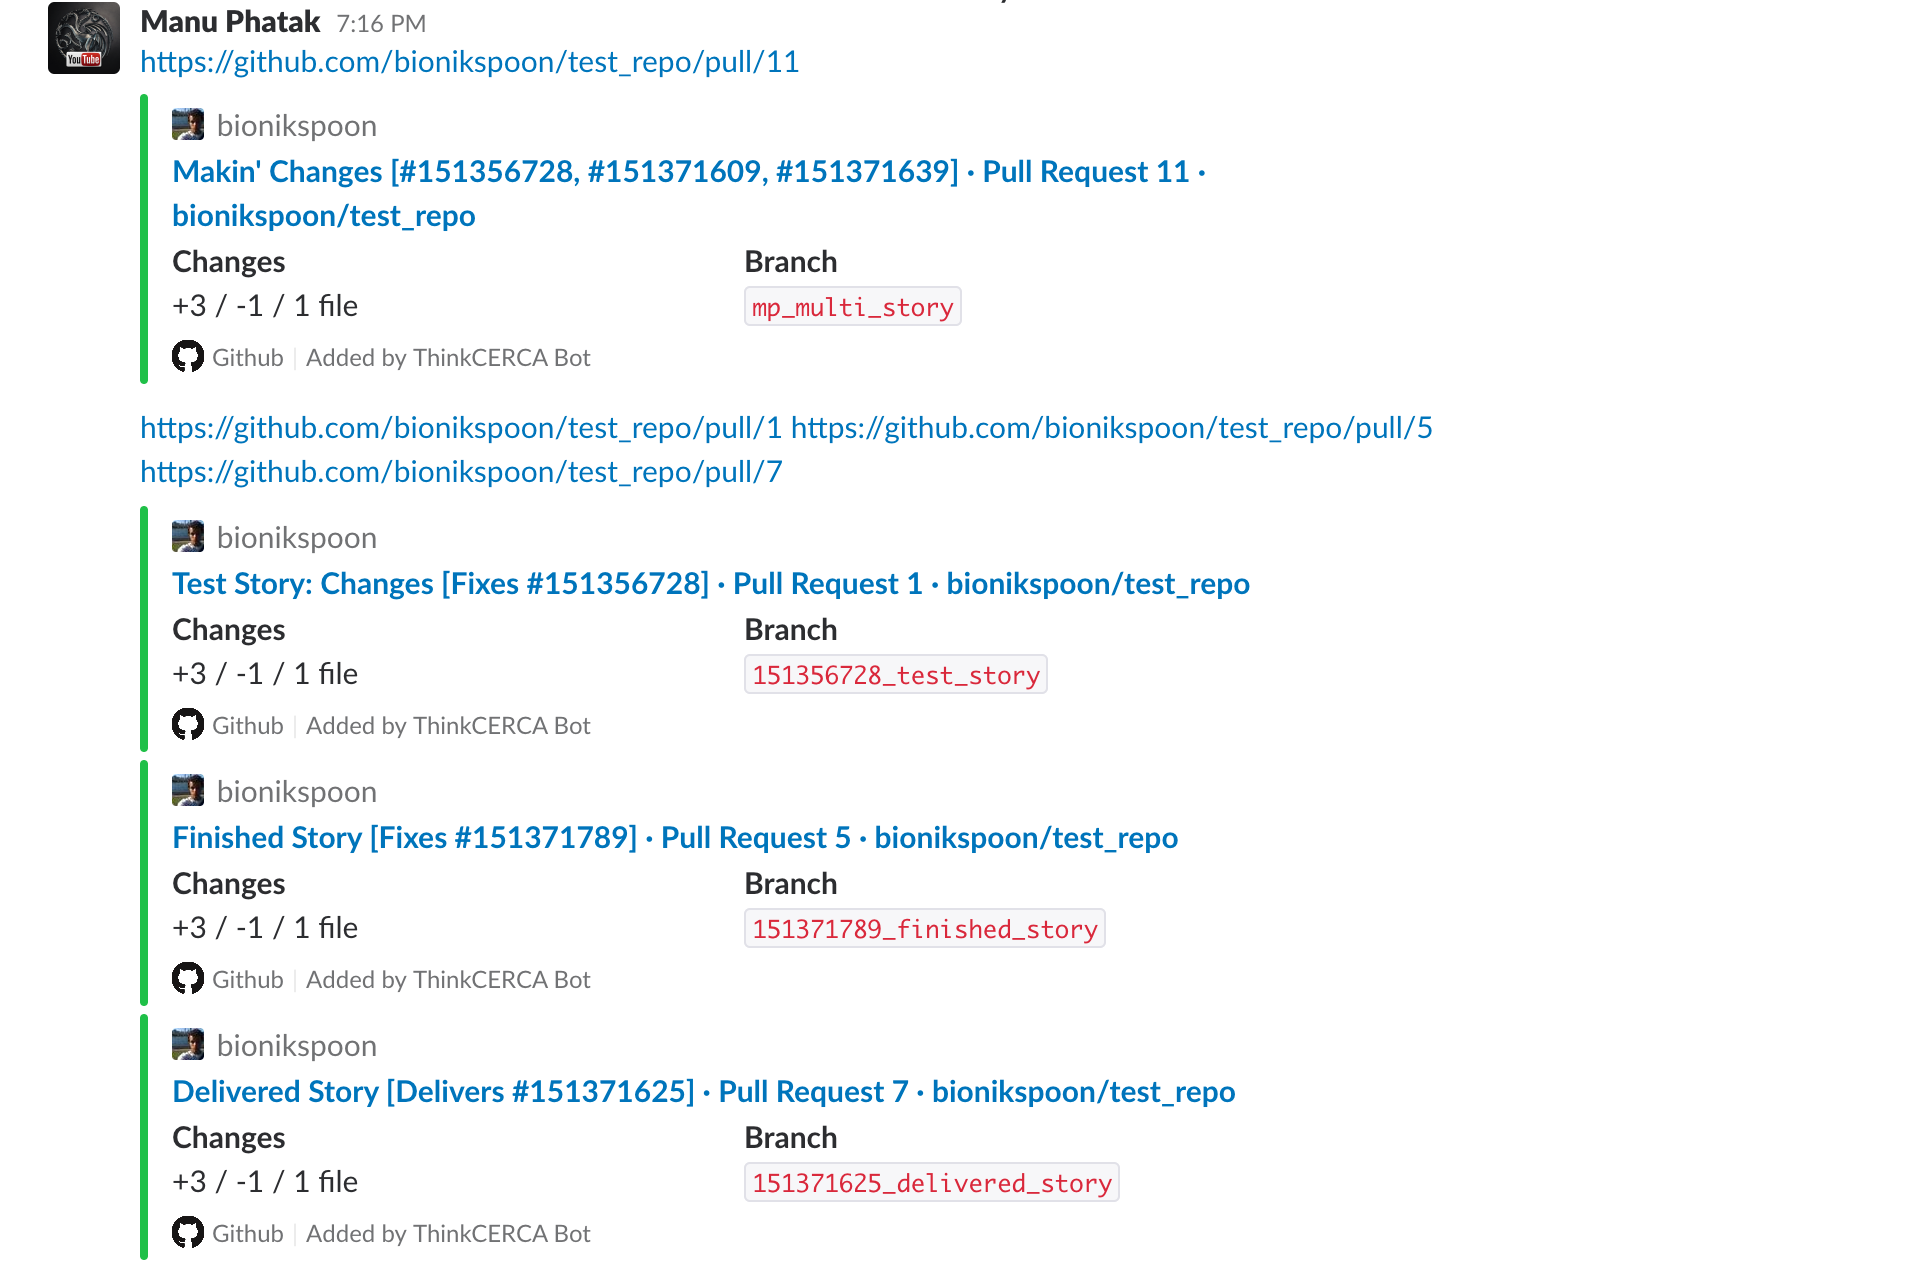 Manu Phatak 7:16 PM
https://github.com/bionikspoon/test_repo/pull/11
YouTube
bionikspoon
Makin' Changes [#151356728, #151371609, #151371639] · Pull Request 11 ·
bionikspoon/test_repo
Changes Branch
+3 / -1 / 1 file mp_multi_story
Github Added by ThinkCERCA Bot
https://github.com/bionikspoon/test_repo/pull/1 https://github.com/bionikspoon/test_repo/pull/5
https://github.com/bionikspoon/test_repo/pull/7
bionikspoon
Test Story: Changes [Fixes #151356728] · Pull Request 1 · bionikspoon/test_repo
Changes Branch
+3 / -1 / 1 file 151356728_test_story
Github Added by ThinkCERCA Bot
bionikspoon
Finished Story [Fixes #151371789] · Pull Request 5 · bionikspoon/test_repo
Changes Branch
+3 / -1 / 1 file 151371789_finished_story
Github Added by ThinkCERCA Bot
bionikspoon
Delivered Story [Delivers #151371625] · Pull Request 7 · bionikspoon/test_repo
Changes Branch
+3 / -1 / 1 file 151371625_delivered_story
Github Added by ThinkCERCA Bot